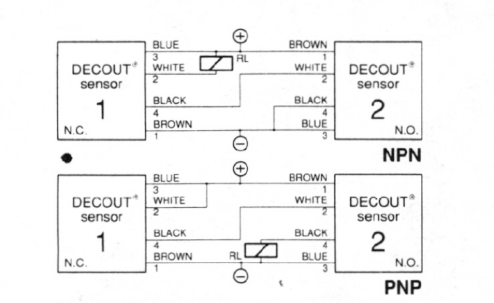 BLUE + BROWN
3 RL 1
DECOUT® WHITE WHITE DECOUT®
sensor 2 2 sensor
1 BLACK BLACK 2
4 4
BROWN BLUE
N.C. 1 3 N.O.
−
NPN
BLUE + BROWN
3 1
DECOUT® WHITE WHITE DECOUT®
sensor 2 2 sensor
1 BLACK BLACK 2
4 4
BROWN RL BLUE
N.C. 1 3 N.O.
−
PNP